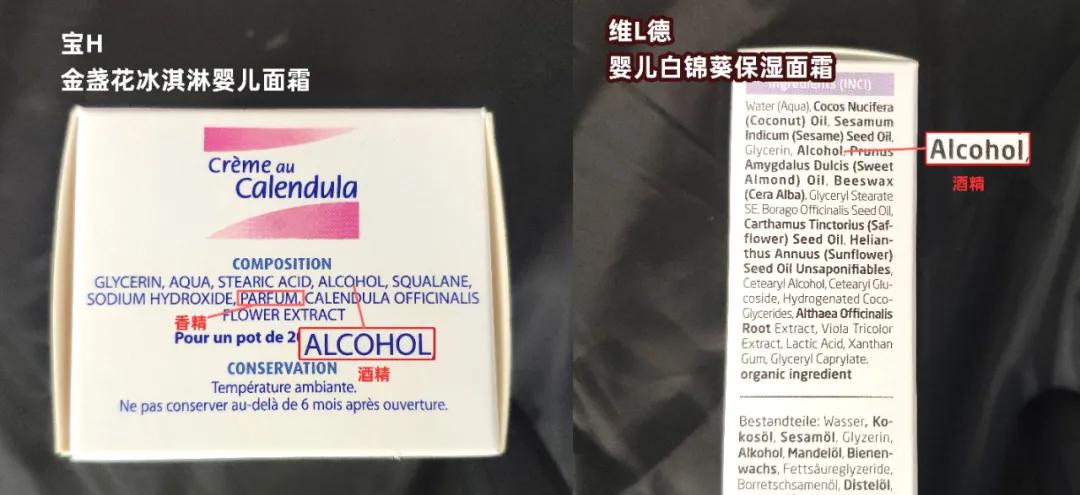 宝H
金盏花冰淇淋婴儿面霜
Crème au
Calendula
COMPOSITION
GLYCERIN, AQUA, STEARIC ACID, ALCOHOL, SQUALANE,
SODIUM HYDROXIDE, PARFUM, CALENDULA OFFICINALIS
FLOWER EXTRACT
香精
Pour un pot de
ALCOHOL
酒精
CONSERVATION
Température ambiante.
Ne pas conserver au-delà de 6 mois après ouverture.
维L德
婴儿白锦葵保湿面霜
Ingredients (INCI)
Water (Aqua), Cocos Nucifera
(Coconut) Oil, Sesamum
Indicum (Sesame) Seed Oil,
Glycerin, Alcohol, Prunus
Amygdalus Dulcis (Sweet
Almond) Oil, Beeswax
(Cera Alba), Glyceryl Stearate
SE, Borago Officinalis Seed Oil,
Carthamus Tinctorius (Saf-
flower) Seed Oil, Helian-
thus Annuus (Sunflower)
Seed Oil Unsaponifiables,
Cetearyl Alcohol, Cetearyl Glu-
coside, Hydrogenated Coco-
Glycerides, Althaea Officinalis
Root Extract, Viola Tricolor
Extract, Lactic Acid, Xanthan
Gum, Glyceryl Caprylate.
organic ingredient
Alcohol,
酒精
Bestandteile: Wasser, Ko-
kosöl, Sesamöl, Glyzerin,
Alkohol, Mandelöl, Bienen-
wachs, Fettsäureglyzeride,
Borretschsamenöl, Distelöl,